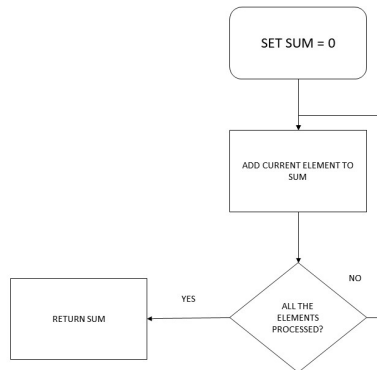 SET SUM = 0
ADD CURRENT ELEMENT TO
SUM
NO
YES
ALL THE
ELEMENTS
PROCESSED?
RETURN SUM